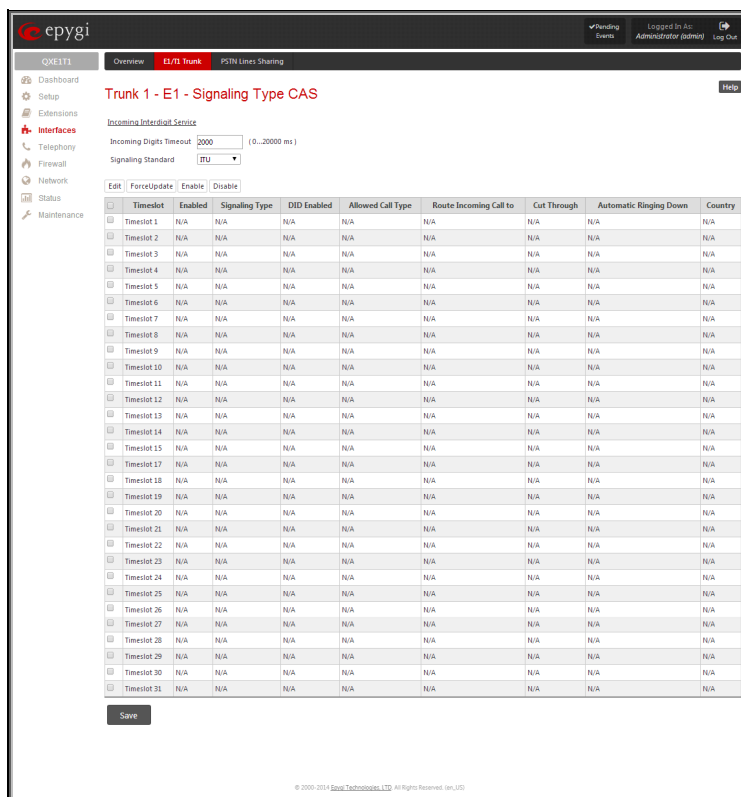 epygi
✔Pending Events
Logged In As:
Administrator (admin)
Log Out
QXE1T1
Overview E1/T1 Trunk PSTN Lines Sharing
Dashboard
Setup
Extensions
Interfaces
Telephony
Firewall
Network
Status
Maintenance
Help
Trunk 1 - E1 - Signaling Type CAS
Incoming Interdigit Service
Incoming Digits Timeout 2000 ( 0...20000 ms )
Signaling Standard ITU
Edit ForceUpdate Enable Disable
Timeslot Enabled Signaling Type DID Enabled Allowed Call Type Route Incoming Call to Cut Through Automatic Ringing Down Country
Timeslot 1 N/A N/A N/A N/A N/A N/A N/A N/A
Timeslot 2 N/A N/A N/A N/A N/A N/A N/A N/A
Timeslot 3 N/A N/A N/A N/A N/A N/A N/A N/A
Timeslot 4 N/A N/A N/A N/A N/A N/A N/A N/A
Timeslot 5 N/A N/A N/A N/A N/A N/A N/A N/A
Timeslot 6 N/A N/A N/A N/A N/A N/A N/A N/A
Timeslot 7 N/A N/A N/A N/A N/A N/A N/A N/A
Timeslot 8 N/A N/A N/A N/A N/A N/A N/A N/A
Timeslot 9 N/A N/A N/A N/A N/A N/A N/A N/A
Timeslot 10 N/A N/A N/A N/A N/A N/A N/A N/A
Timeslot 11 N/A N/A N/A N/A N/A N/A N/A N/A
Timeslot 12 N/A N/A N/A N/A N/A N/A N/A N/A
Timeslot 13 N/A N/A N/A N/A N/A N/A N/A N/A
Timeslot 14 N/A N/A N/A N/A N/A N/A N/A N/A
Timeslot 15 N/A N/A N/A N/A N/A N/A N/A N/A
Timeslot 17 N/A N/A N/A N/A N/A N/A N/A N/A
Timeslot 18 N/A N/A N/A N/A N/A N/A N/A N/A
Timeslot 19 N/A N/A N/A N/A N/A N/A N/A N/A
Timeslot 20 N/A N/A N/A N/A N/A N/A N/A N/A
Timeslot 21 N/A N/A N/A N/A N/A N/A N/A N/A
Timeslot 22 N/A N/A N/A N/A N/A N/A N/A N/A
Timeslot 23 N/A N/A N/A N/A N/A N/A N/A N/A
Timeslot 24 N/A N/A N/A N/A N/A N/A N/A N/A
Timeslot 25 N/A N/A N/A N/A N/A N/A N/A N/A
Timeslot 26 N/A N/A N/A N/A N/A N/A N/A N/A
Timeslot 27 N/A N/A N/A N/A N/A N/A N/A N/A
Timeslot 28 N/A N/A N/A N/A N/A N/A N/A N/A
Timeslot 29 N/A N/A N/A N/A N/A N/A N/A N/A
Timeslot 30 N/A N/A N/A N/A N/A N/A N/A N/A
Timeslot 31 N/A N/A N/A N/A N/A N/A N/A N/A
Save
© 2000-2014 Epygi Technologies, LTD. All Rights Reserved. (en_US)